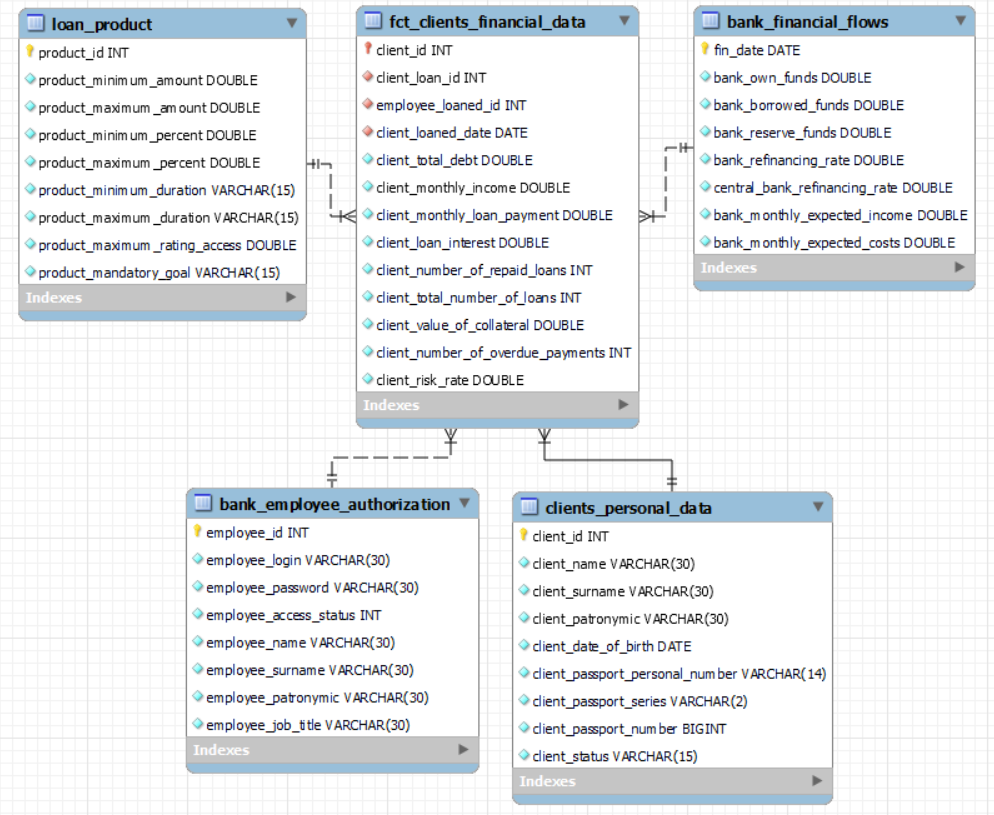 loan_product
product_id INT
product_minimum_amount DOUBLE
product_maximum_amount DOUBLE
product_minimum_percent DOUBLE
product_maximum_percent DOUBLE
product_minimum_duration VARCHAR(15)
product_maximum_duration VARCHAR(15)
product_maximum_rating_access DOUBLE
product_mandatory_goal VARCHAR(15)
Indexes
fct_clients_financial_data
client_id INT
client_loan_id INT
employee_loaned_id INT
client_loaned_date DATE
client_total_debt DOUBLE
client_monthly_income DOUBLE
client_monthly_loan_payment DOUBLE
client_loan_interest DOUBLE
client_number_of_repaid_loans INT
client_total_number_of_loans INT
client_value_of_collateral DOUBLE
client_number_of_overdue_payments INT
client_risk_rate DOUBLE
Indexes
bank_financial_flows
fin_date DATE
bank_own_funds DOUBLE
bank_borrowed_funds DOUBLE
bank_reserve_funds DOUBLE
bank_refinancing_rate DOUBLE
central_bank_refinancing_rate DOUBLE
bank_monthly_expected_income DOUBLE
bank_monthly_expected_costs DOUBLE
Indexes
bank_employee_authorization
employee_id INT
employee_login VARCHAR(30)
employee_password VARCHAR(30)
employee_access_status INT
employee_name VARCHAR(30)
employee_surname VARCHAR(30)
employee_patronymic VARCHAR(30)
employee_job_title VARCHAR(30)
Indexes
clients_personal_data
client_id INT
client_name VARCHAR(30)
client_surname VARCHAR(30)
client_patronymic VARCHAR(30)
client_date_of_birth DATE
client_passport_personal_number VARCHAR(14)
client_passport_series VARCHAR(2)
client_passport_number BIGINT
client_status VARCHAR(15)
Indexes